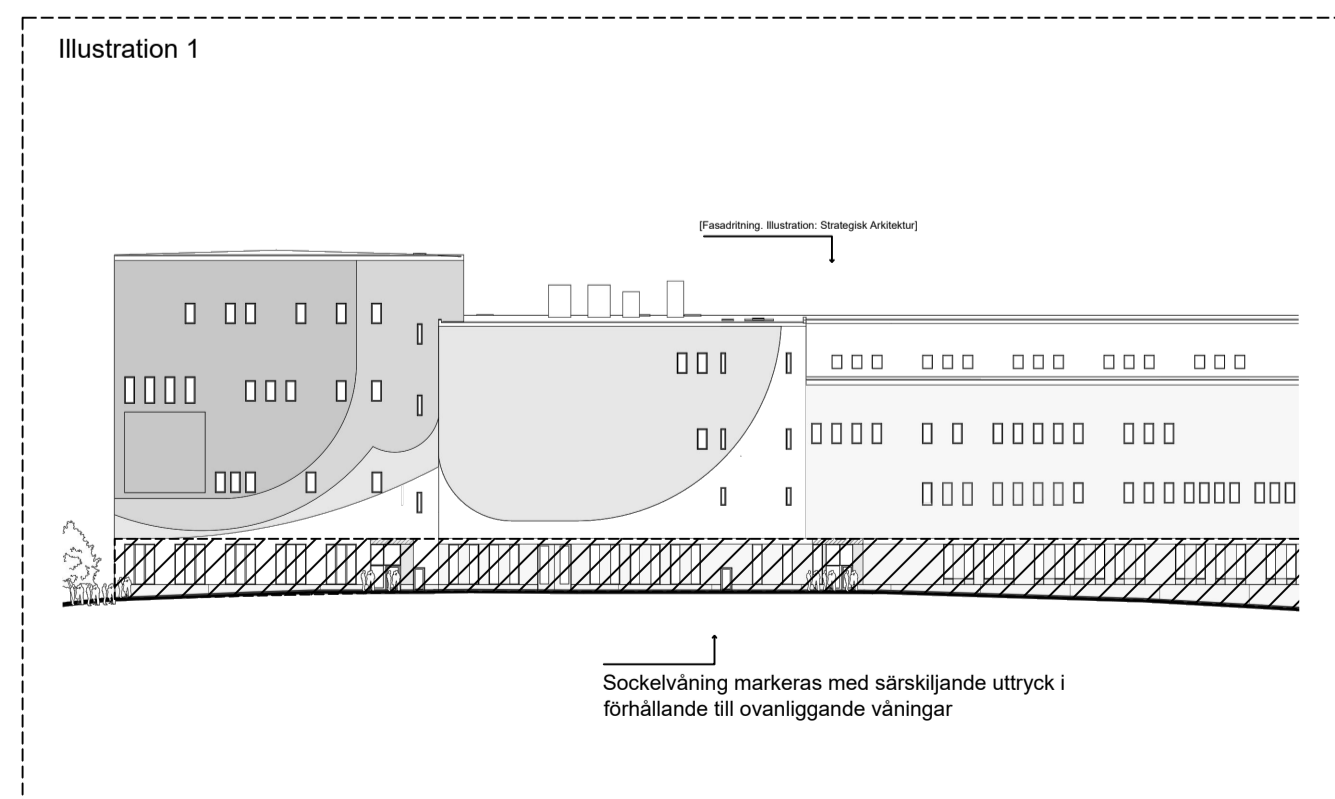 Illustration 1
[Fasadritning. Illustration: Strategisk Arkitektur]
Sockelvåning markeras med särskiljande uttryck i
förhållande till ovanliggande våningar